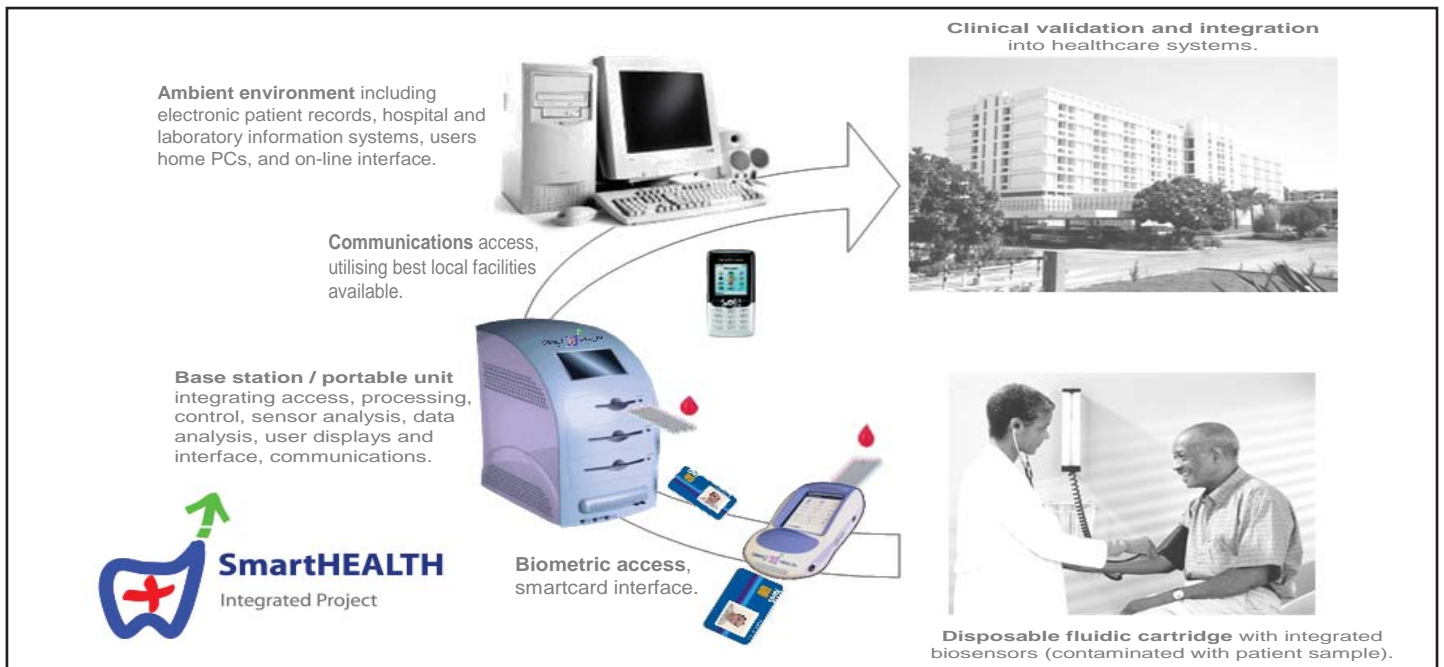 Clinical validation and integration
into healthcare systems.
Ambient environment including
electronic patient records, hospital and
laboratory information systems, users
home PCs, and on-line interface.
Communications access,
utilising best local facilities
available.
Base station / portable unit
integrating access, processing,
control, sensor analysis, data
analysis, user displays and
interface, communications.
SmartHEALTH
Integrated Project
Biometric access,
smartcard interface.
Disposable fluidic cartridge with integrated
biosensors (contaminated with patient sample).